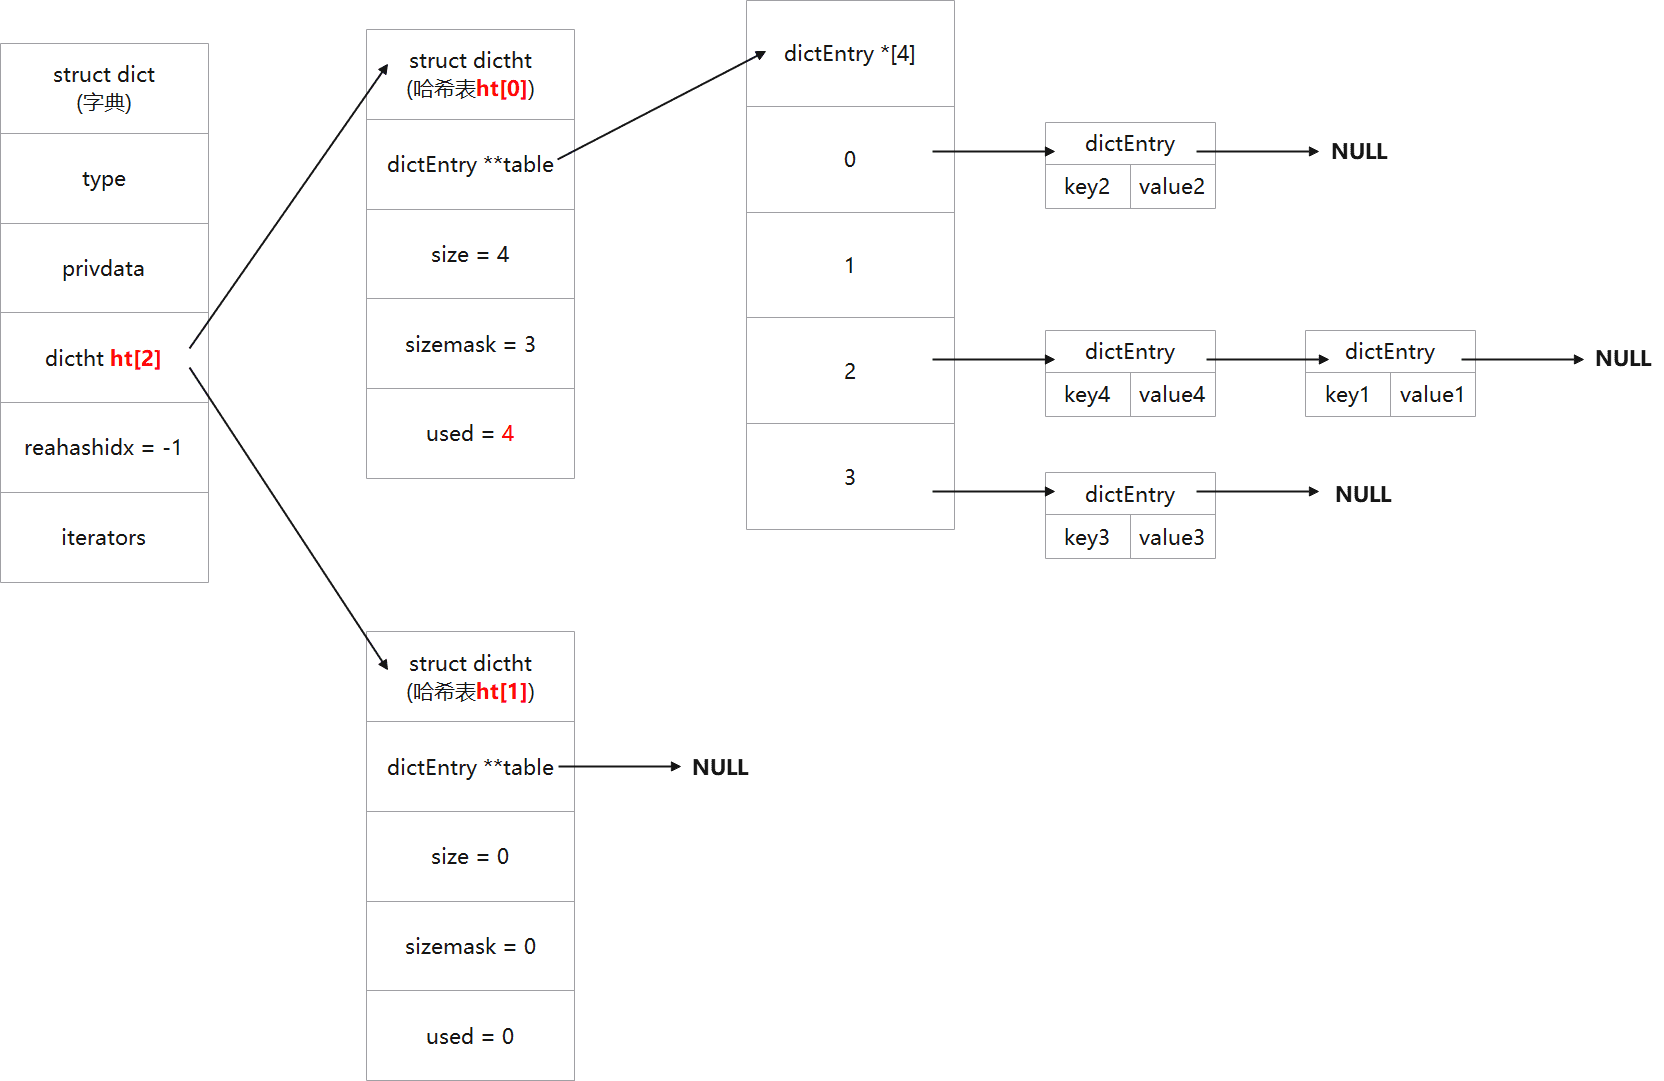 struct dict
(字典)
type
privdata
dictht ht[2]
reahashidx = -1
iterators
struct dictht
(哈希表ht[0])
dictEntry **table
size = 4
sizemask = 3
used = 4
dictEntry *[4]
0
1
2
3
dictEntry
key2 value2
NULL
dictEntry
key4 value4
dictEntry
key1 value1
NULL
dictEntry
key3 value3
NULL
struct dictht
(哈希表ht[1])
dictEntry **table
NULL
size = 0
sizemask = 0
used = 0